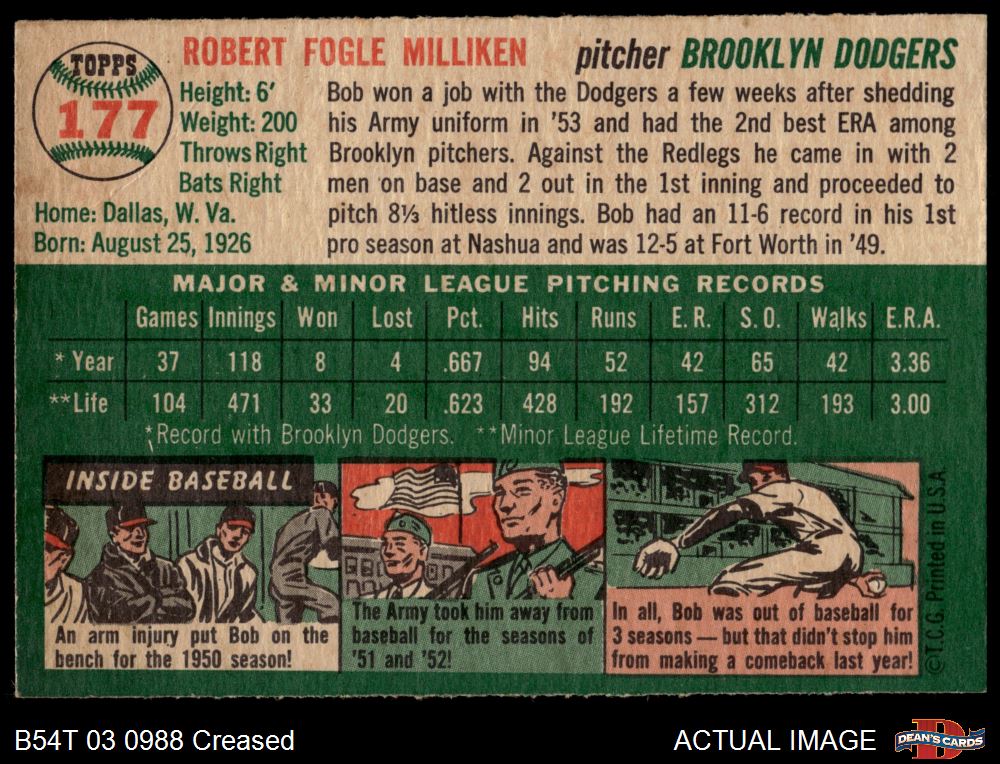 TOPPS
177
ROBERT FOGLE MILLIKEN pitcher BROOKLYN DODGERS
Height: 6'
Weight: 200
Throws Right
Bats Right
Home: Dallas, W. Va.
Born: August 25, 1926
Bob won a job with the Dodgers a few weeks after shedding
his Army uniform in '53 and had the 2nd best ERA among
Brooklyn pitchers. Against the Redlegs he came in with 2
men on base and 2 out in the 1st inning and proceeded to
pitch 8⅓ hitless innings. Bob had an 11-6 record in his 1st
pro season at Nashua and was 12-5 at Fort Worth in '49.
MAJOR & MINOR LEAGUE PITCHING RECORDS
Games Innings Won Lost Pct. Hits Runs E. R. S. O. Walks E.R.A.
* Year 37 118 8 4 .667 94 52 42 65 42 3.36
**Life 104 471 33 20 .623 428 192 157 312 193 3.00
*Record with Brooklyn Dodgers. **Minor League Lifetime Record.
INSIDE BASEBALL
An arm injury put Bob on the
bench for the 1950 season!
The Army took him away from
baseball for the seasons of
'51 and '52!
In all, Bob was out of baseball for
3 seasons — but that didn't stop him
from making a comeback last year!
©T.C.G. Printed in U.S.A.
B54T 03 0988 Creased
ACTUAL IMAGE
DEAN'S CARDS